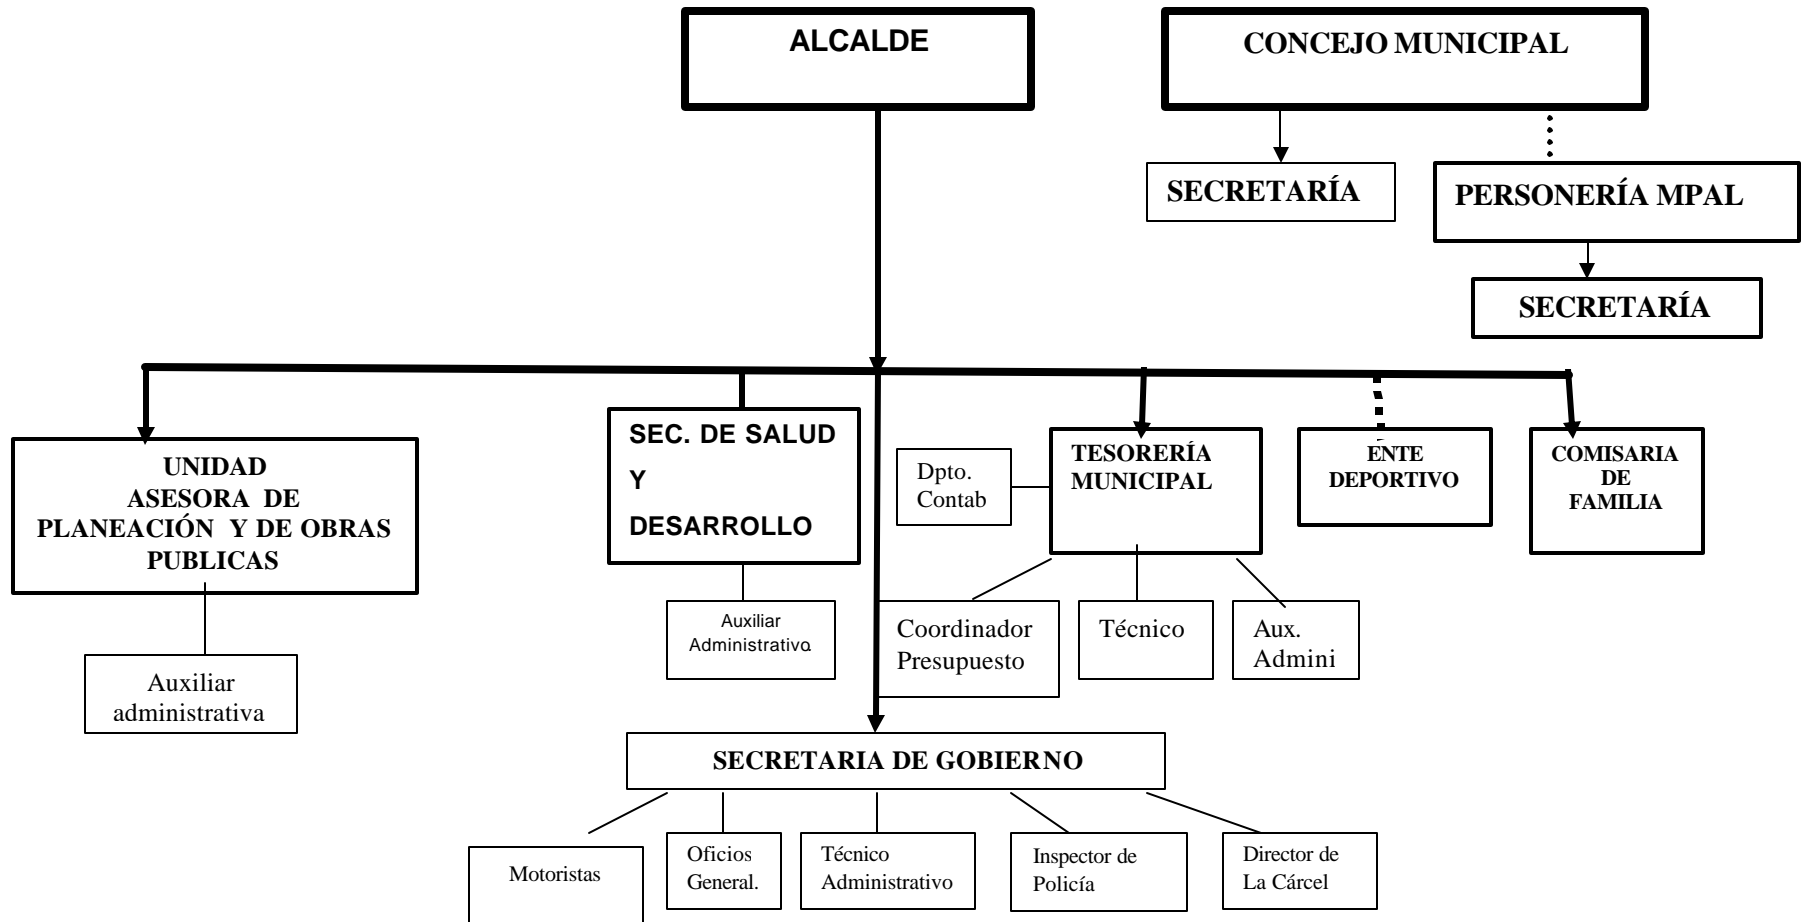 ALCALDE
CONCEJO MUNICIPAL
SECRETARÍA
PERSONERÍA MPAL
SECRETARÍA
UNIDAD
ASESORA DE
PLANEACIÓN Y DE OBRAS
PUBLICAS
SEC. DE SALUD
Y
DESARROLLO
Dpto.
Contab
TESORERÍA
MUNICIPAL
ENTE
DEPORTIVO
COMISARIA
DE
FAMILIA
Auxiliar
administrativa
Auxiliar
Administrativo.
Coordinador
Presupuesto
Técnico
Aux.
Admini
SECRETARIA DE GOBIERNO
Motoristas
Oficios
General.
Técnico
Administrativo
Inspector de
Policía
Director de
La Cárcel